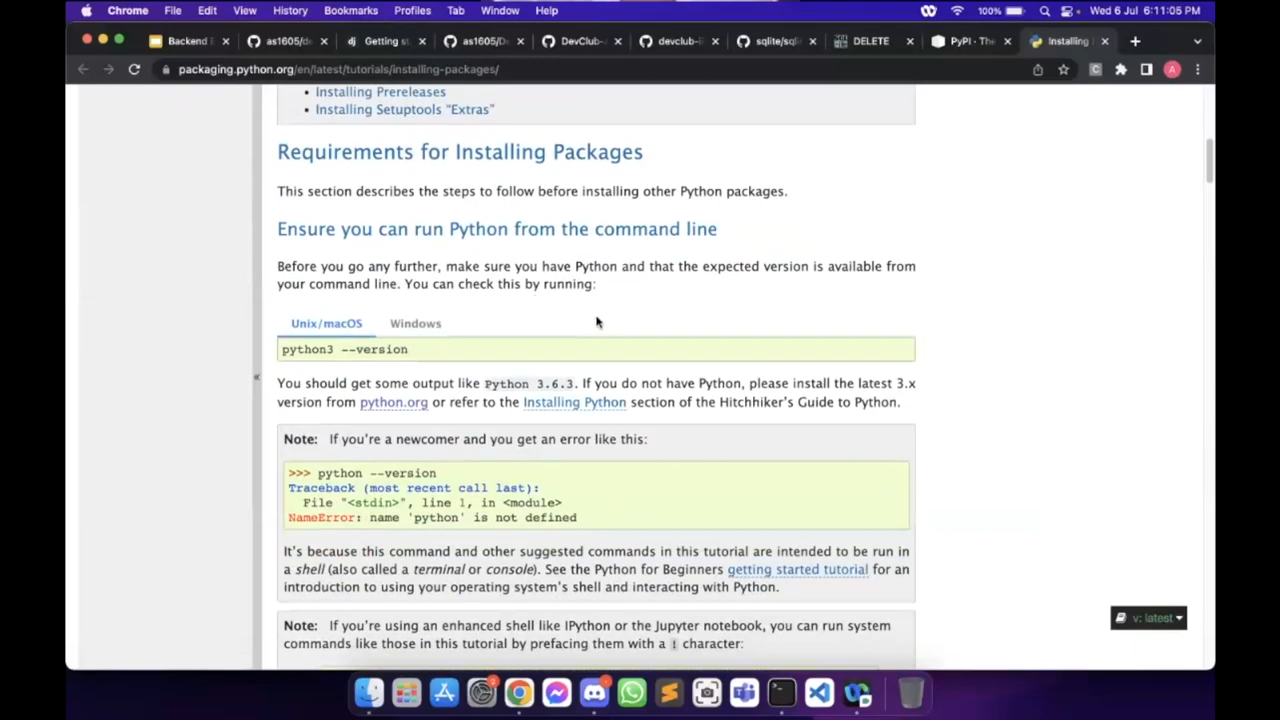 Chrome File Edit View History Bookmarks Profiles Tab Window Help 100% Wed 6 Jul 6:11:05 PM
Backend as1605/d dj Getting st as1605/D DevClub- devclub- sqlite/sql DELETE PyPI · The Installing
packaging.python.org/en/latest/tutorials/installing-packages/ C A
• Installing Prereleases
• Installing Setuptools "Extras"
Requirements for Installing Packages
This section describes the steps to follow before installing other Python packages.
Ensure you can run Python from the command line
Before you go any further, make sure you have Python and that the expected version is available from
your command line. You can check this by running:
Unix/macOS Windows
python3 --version
«
You should get some output like Python 3.6.3. If you do not have Python, please install the latest 3.x
version from python.org or refer to the Installing Python section of the Hitchhiker's Guide to Python.
Note: If you're a newcomer and you get an error like this:
>>> python --version
Traceback (most recent call last):
File "<stdin>", line 1, in <module>
NameError: name 'python' is not defined
It's because this command and other suggested commands in this tutorial are intended to be run in
a shell (also called a terminal or console). See the Python for Beginners getting started tutorial for an
introduction to using your operating system's shell and interacting with Python.
v: latest
Note: If you're using an enhanced shell like IPython or the Jupyter notebook, you can run system
commands like those in this tutorial by prefacing them with a ! character: